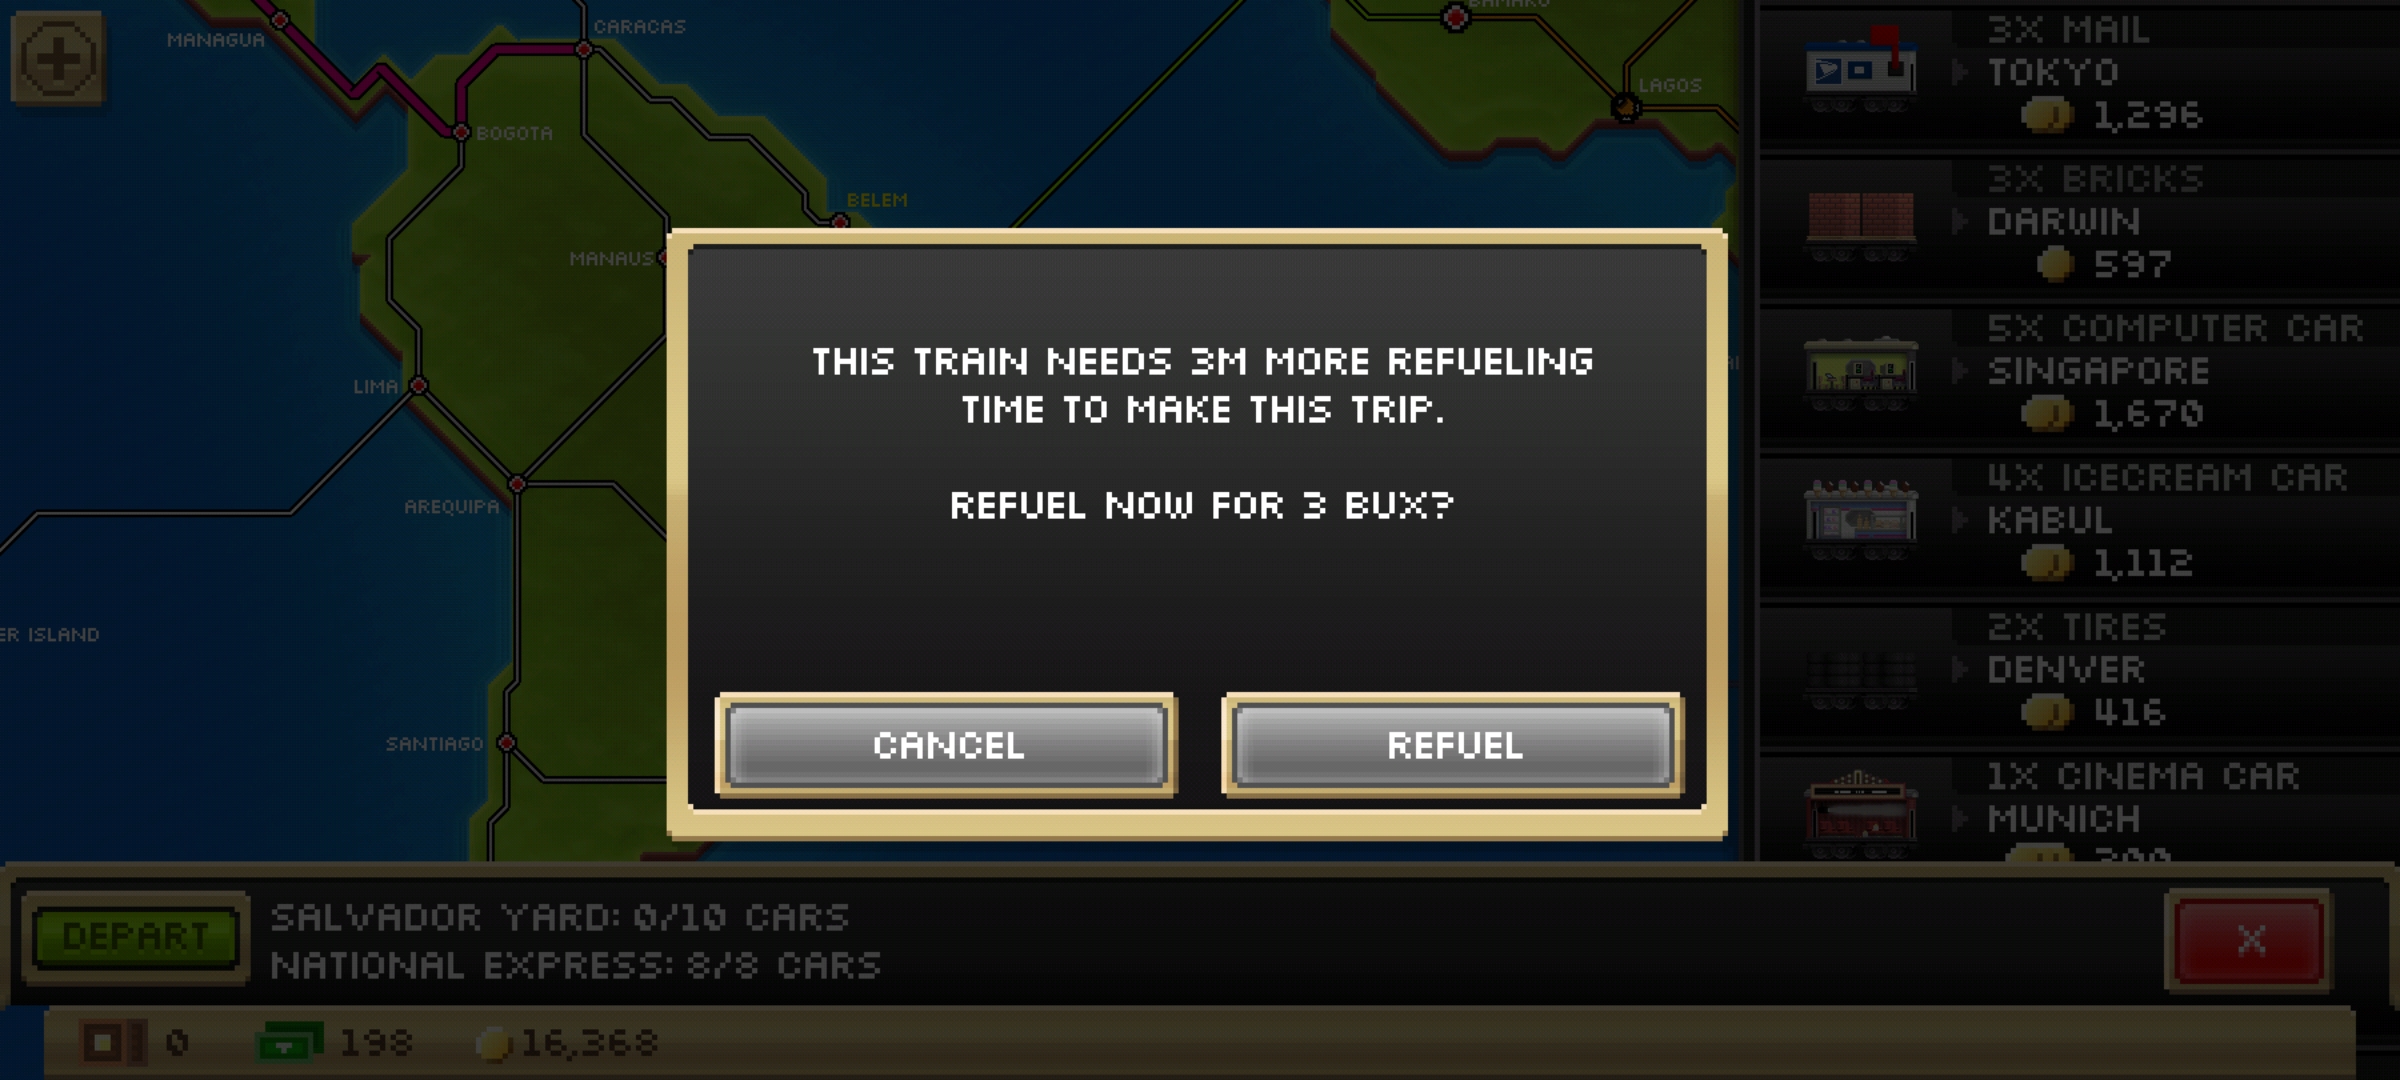 MANAGUA
CARACAS
BOGOTA
BELEM
MANAUS
LIMA
AREQUIPA
ER ISLAND
SANTIAGO
BAMAKO
LAGOS
3X MAIL
TOKYO
1,296
3X BRICKS
DARWIN
597
5X COMPUTER CAR
SINGAPORE
1,670
4X ICECREAM CAR
KABUL
1,112
2X TIRES
DENVER
416
1X CINEMA CAR
MUNICH
THIS TRAIN NEEDS 3M MORE REFUELING
TIME TO MAKE THIS TRIP.
REFUEL NOW FOR 3 BUX?
CANCEL
REFUEL
DEPART
SALVADOR YARD: 0/10 CARS
NATIONAL EXPRESS: 8/8 CARS
X
0
198
16,368